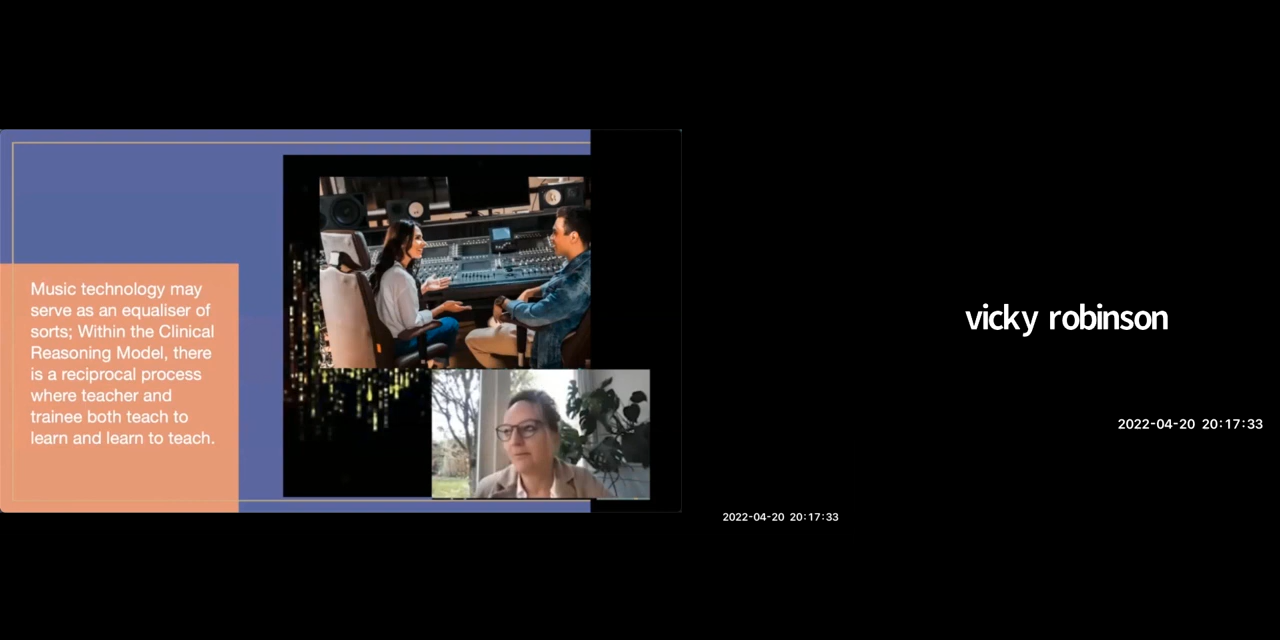 Music technology may
serve as an equaliser of
sorts; Within the Clinical
Reasoning Model, there
is a reciprocal process
where teacher and
trainee both teach to
learn and learn to teach.
vicky robinson
2022-04-20 20:17:33
2022-04-20 20:17:33